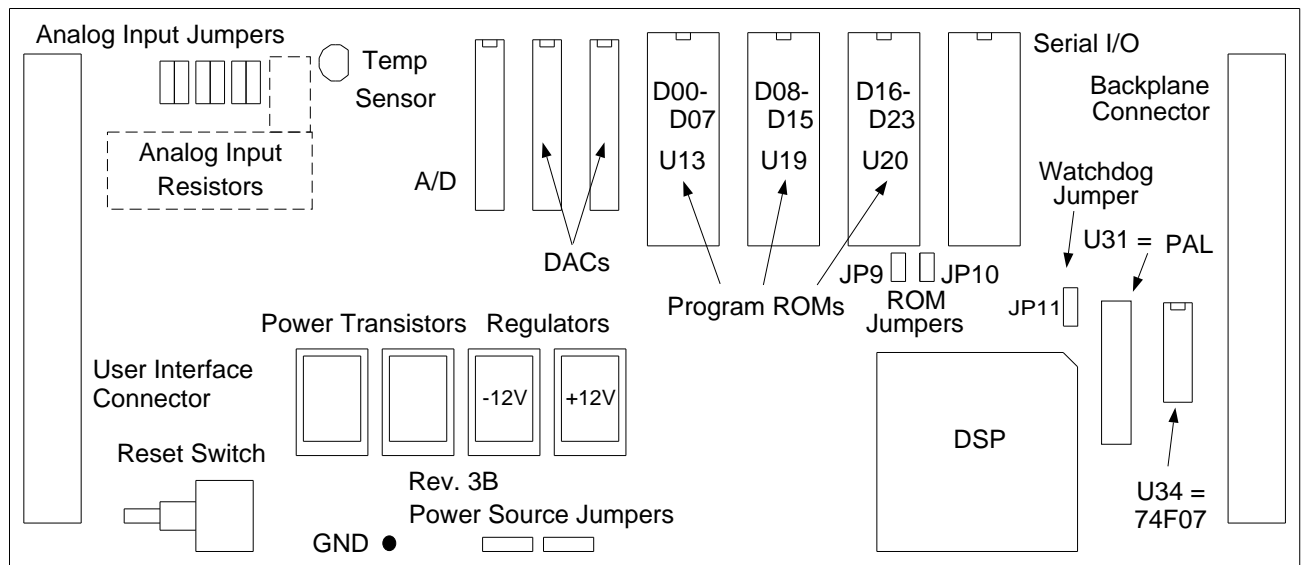 Analog Input Jumpers
Temp
Sensor
Analog Input
Resistors
A/D
DACs
D00-
D07
U13
D08-
D15
U19
D16-
D23
U20
Program ROMs
Serial I/O
Backplane
Connector
Watchdog
Jumper
U31 = PAL
JP9
JP10
ROM
Jumpers
JP11
Power Transistors
Regulators
-12V
+12V
User Interface
Connector
Reset Switch
Rev. 3B
Power Source Jumpers
GND
DSP
U34 =
74F07